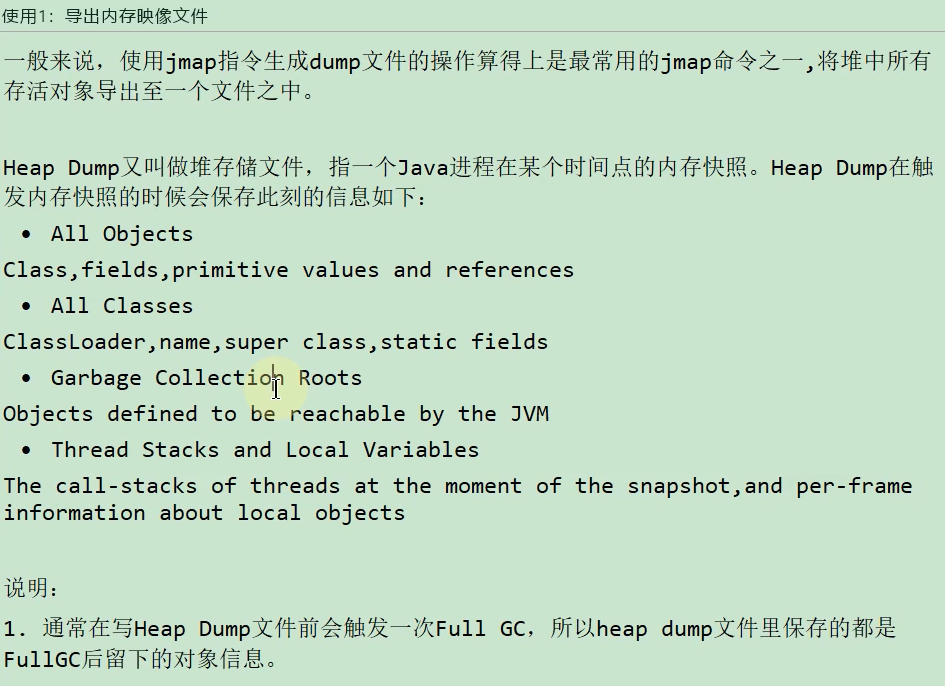 使用1：导出内存映像文件
一般来说，使用jmap指令生成dump文件的操作算得上是最常用的jmap命令之一,将堆中所有
存活对象导出至一个文件之中。
Heap Dump又叫做堆存储文件，指一个Java进程在某个时间点的内存快照。Heap Dump在触
发内存快照的时候会保存此刻的信息如下：
• All Objects
Class,fields,primitive values and references
• All Classes
ClassLoader,name,super class,static fields
• Garbage Collection Roots
Objects defined to be reachable by the JVM
• Thread Stacks and Local Variables
The call-stacks of threads at the moment of the snapshot,and per-frame
information about local objects
说明：
1. 通常在写Heap Dump文件前会触发一次Full GC，所以heap dump文件里保存的都是
FullGC后留下的对象信息。